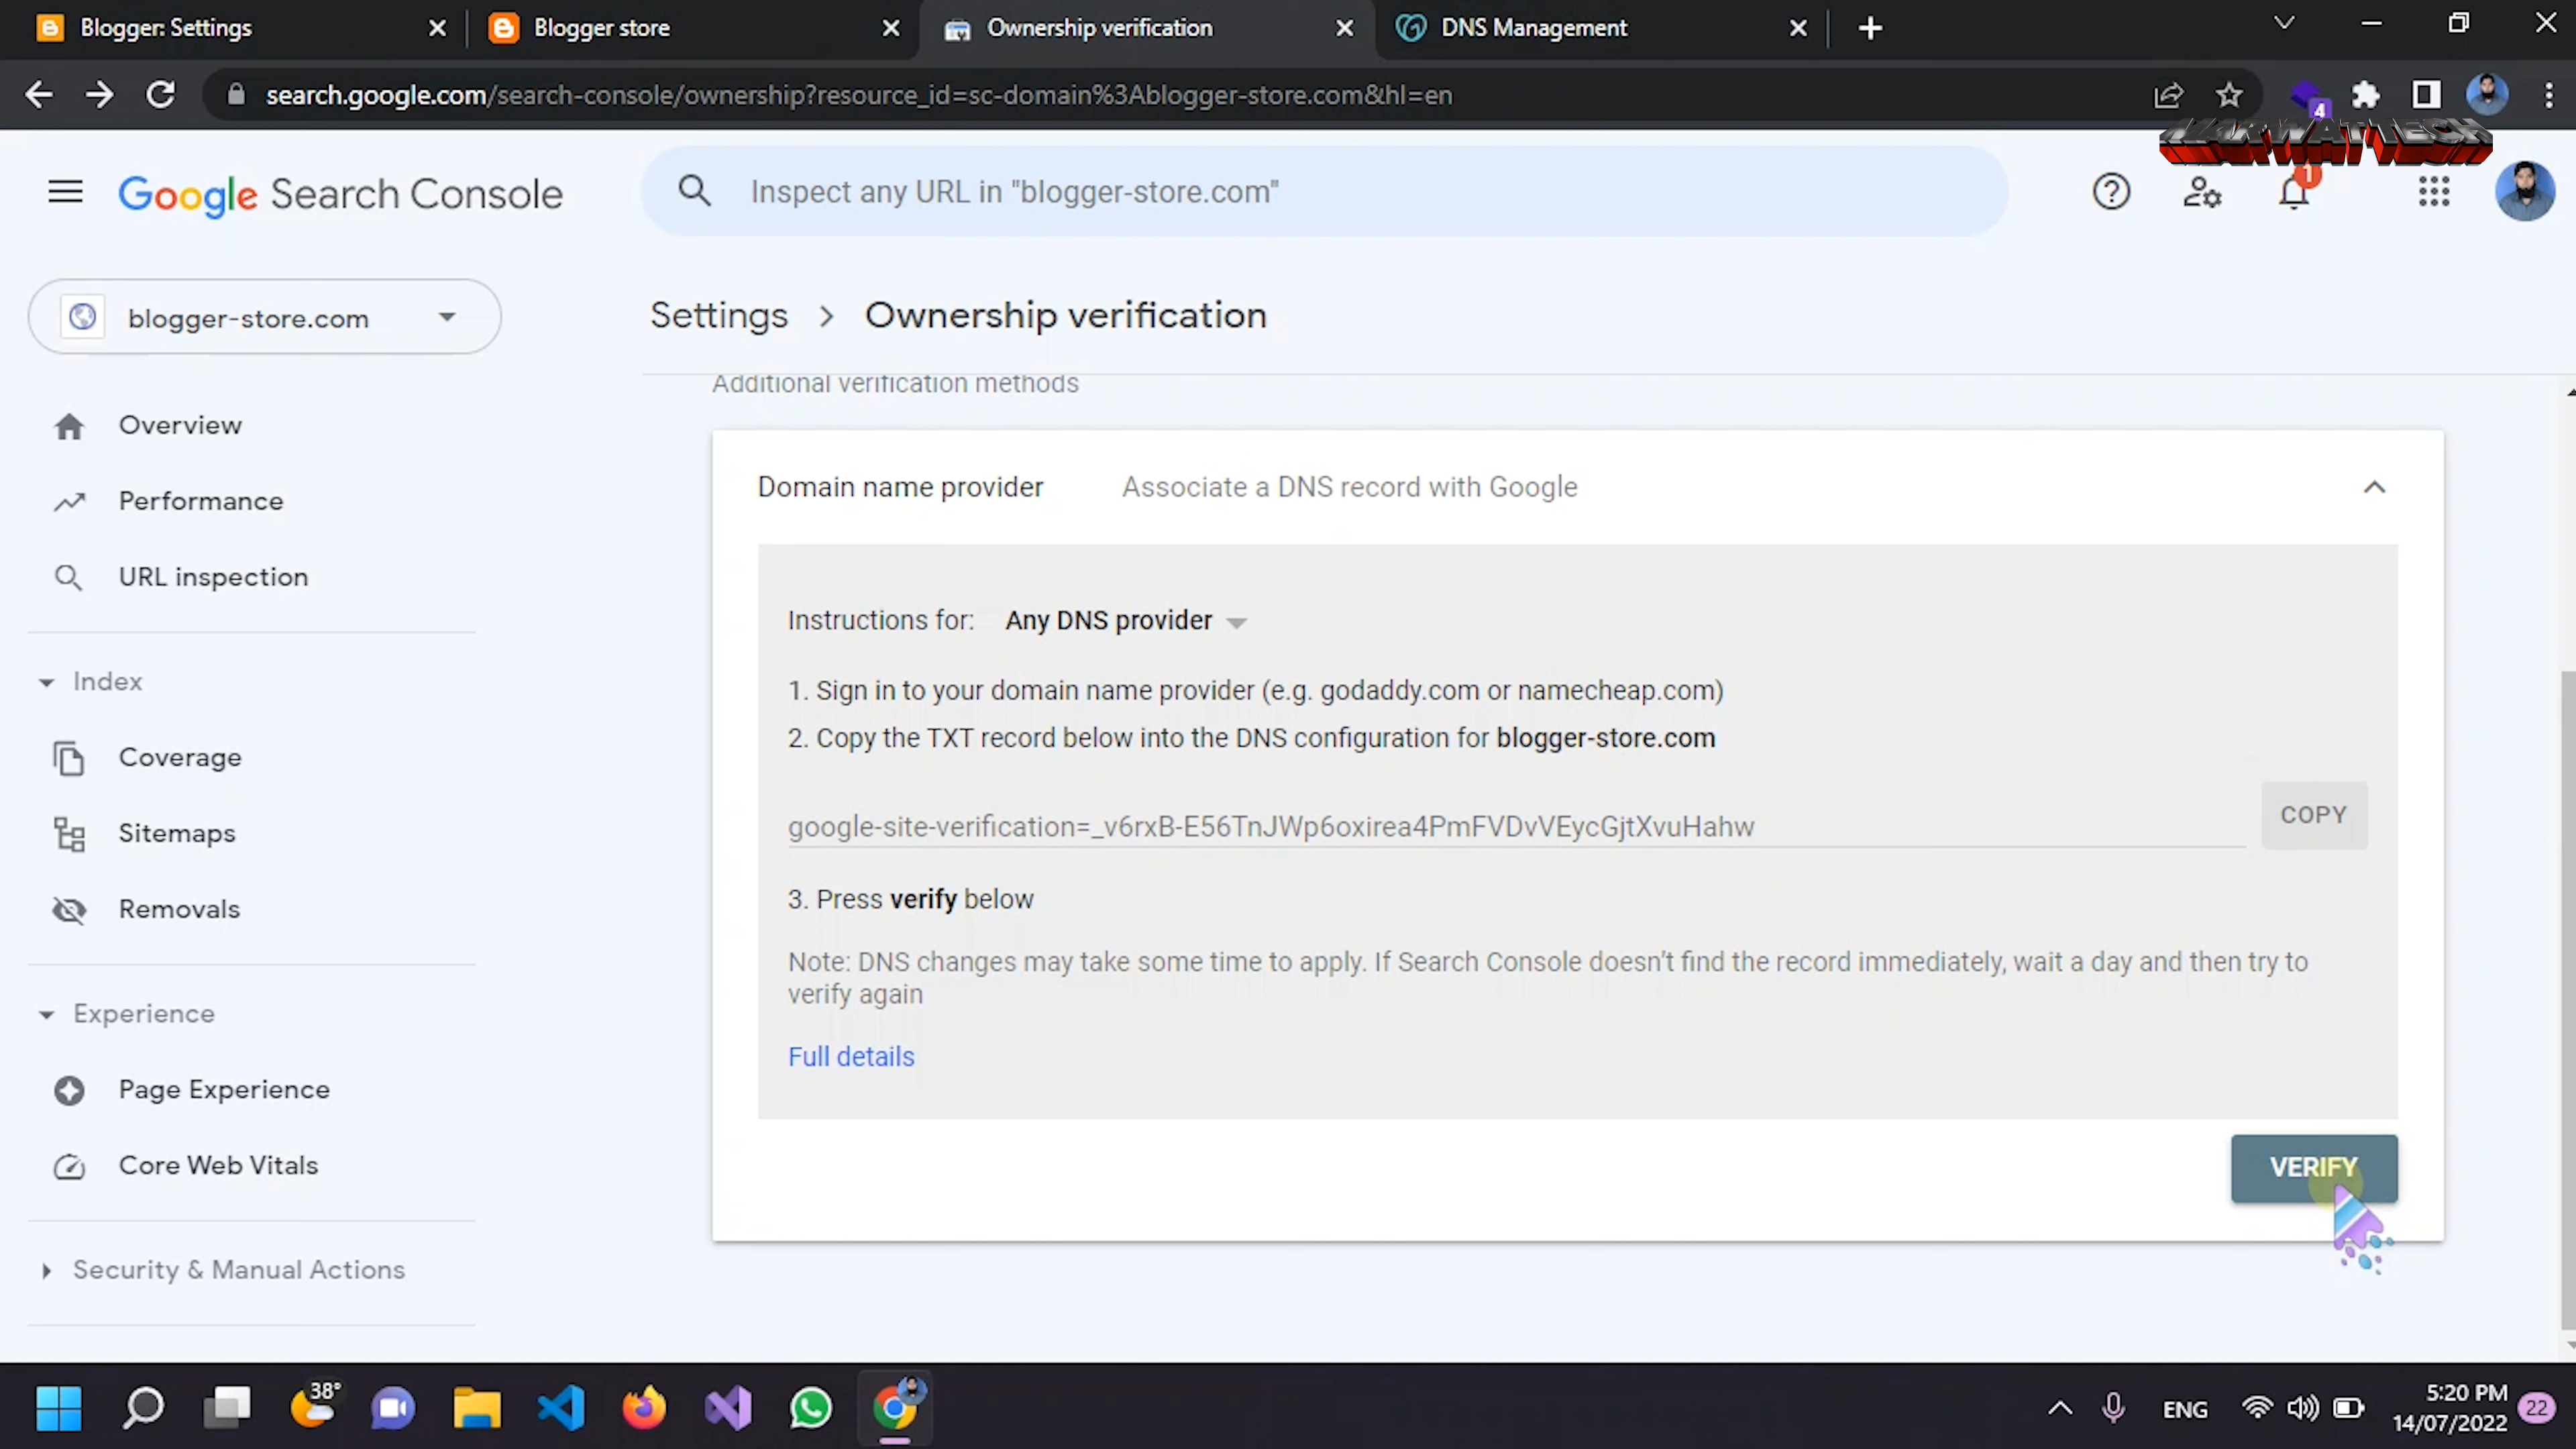 Blogger: Settings
Blogger store
Ownership verification
DNS Management
search.google.com/search-console/ownership?resource_id=sc-domain%3Ablogger-store.com&hl=en
4
Google Search Console
Inspect any URL in "blogger-store.com"
1
blogger-store.com
Settings > Ownership verification
Additional verification methods
Overview
Performance
URL inspection
Index
Coverage
Sitemaps
Removals
Experience
Page Experience
Core Web Vitals
Security & Manual Actions
Domain name provider
Associate a DNS record with Google
Instructions for: Any DNS provider
1. Sign in to your domain name provider (e.g. godaddy.com or namecheap.com)
2. Copy the TXT record below into the DNS configuration for blogger-store.com
google-site-verification=_v6rxB-E56TnJWp6oxirea4PmFVDvVEycGjtXvuHahw
COPY
3. Press verify below
Note: DNS changes may take some time to apply. If Search Console doesn't find the record immediately, wait a day and then try to
verify again
Full details
VERIFY
38°
ENG
5:20 PM
14/07/2022
22